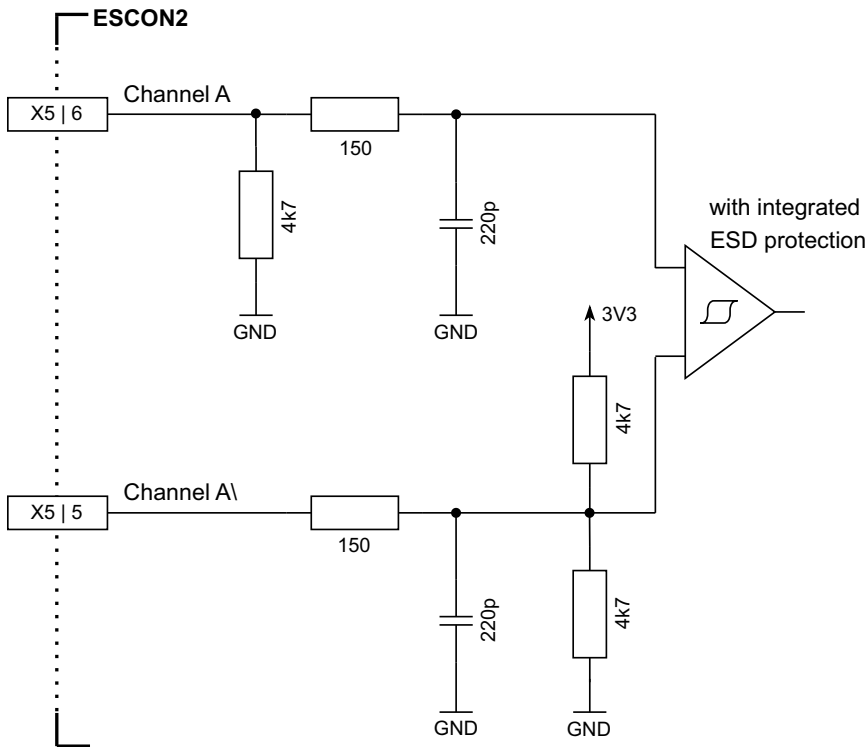 ESCON2
X5 | 6
Channel A
150
4k7
220p
with integrated
ESD protection
GND
GND
3V3
4k7
X5 | 5
Channel A\
150
220p
4k7
GND
GND